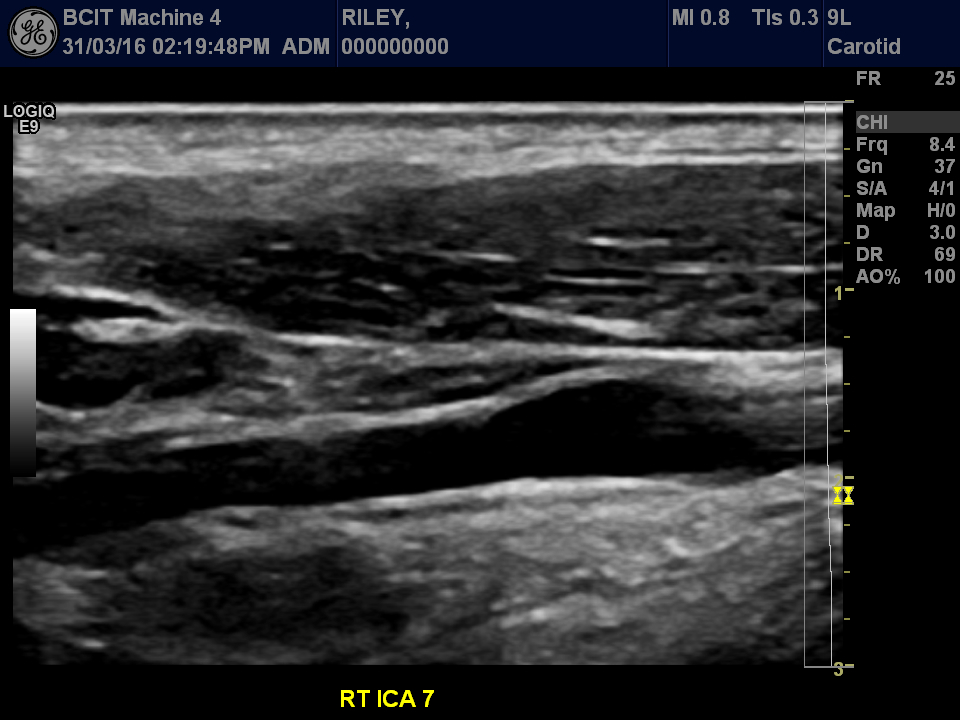 BCIT Machine 4
31/03/16 02:19:48PM ADM
RILEY,
000000000
MI 0.8 TIs 0.3
9L
Carotid
LOGIQ
E9
FR 25
CHI
Frq 8.4
Gn 37
S/A 4/1
Map H/0
D 3.0
DR 69
AO% 100
1
3
RT ICA 7